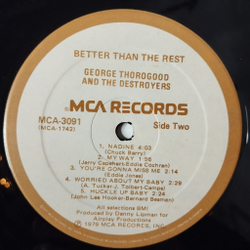 BETTER THAN THE REST
GEORGE THOROGOOD
AND THE DESTROYERS
MCA RECORDS
MCA-3091
(MCA-1742)
Side Two
1. NADINE 4:03
(Chuck Berry)
2. MY WAY 1:56
(Jerry Capehart-Eddie Cochran)
3. YOU'RE GONNA MISS ME 2:14
(Eddie Jones)
4. WORRIED ABOUT MY BABY 2:29
A. Tucker-J. Tolbert-Camps)
5. HUCKLE UP BABY 2:24
(John Lee Hooker-Bernard Besman)
All selections BMI
Produced by Danny Lipman for
Airplay Productions
© 1979 MCA RECORDS, INC.